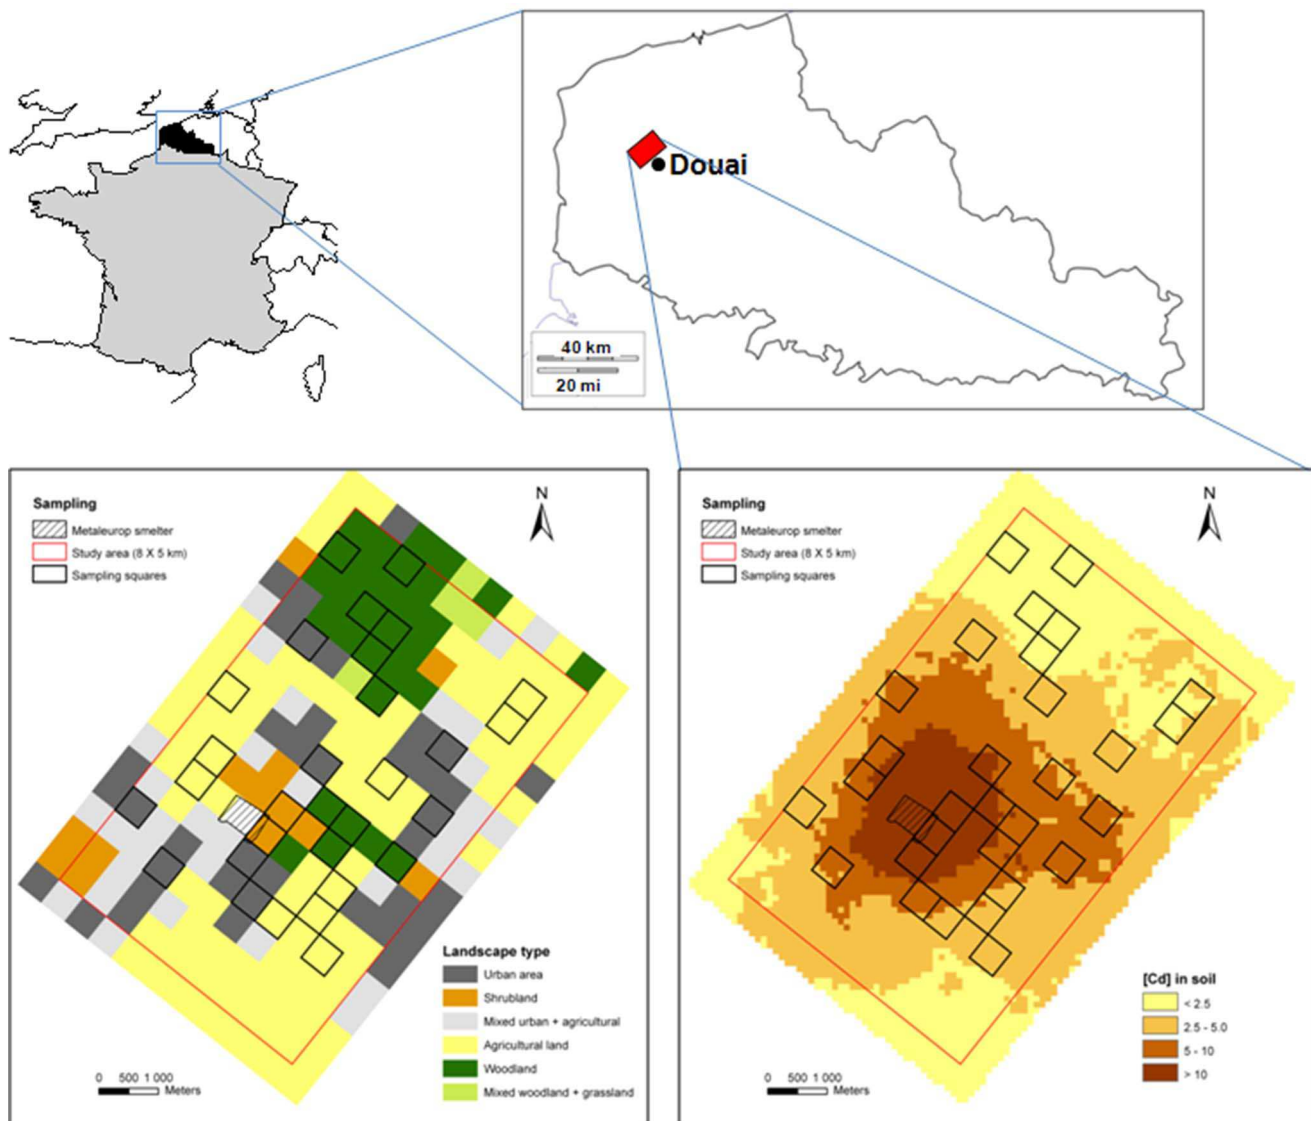 Douai
40 km
20 mi
Sampling
Metaleurop smelter
Study area (8 X 5 km)
Sampling squares
N
Landscape type
Urban area
Shrubland
Mixed urban + agricultural
Agricultural land
Woodland
Mixed woodland + grassland
0 500 1 000
Meters
Sampling
Metaleurop smelter
Study area (8 X 5 km)
Sampling squares
N
[Cd] in soil
< 2.5
2.5 - 5.0
5 - 10
> 10
0 500 1 000
Meters